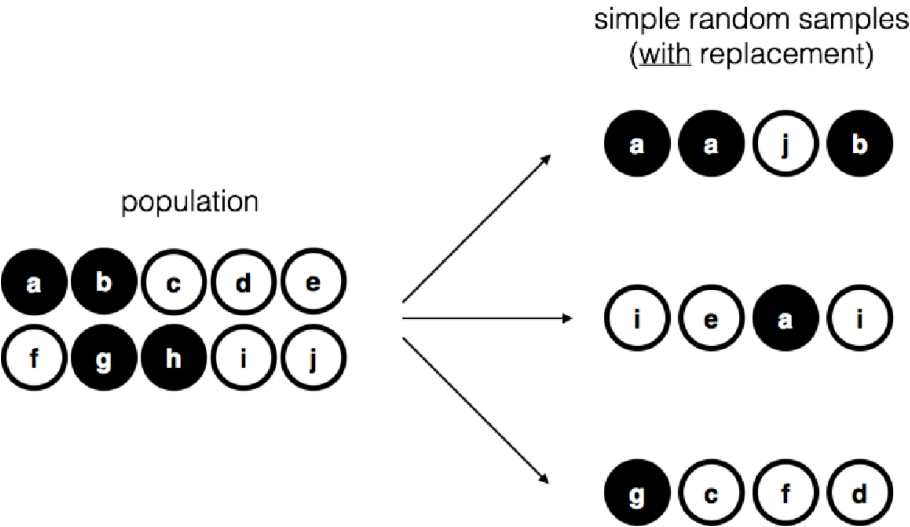 simple random samples
(with replacement)
a a j b
population
a b c d e
f g h i j
i e a i
g c f d